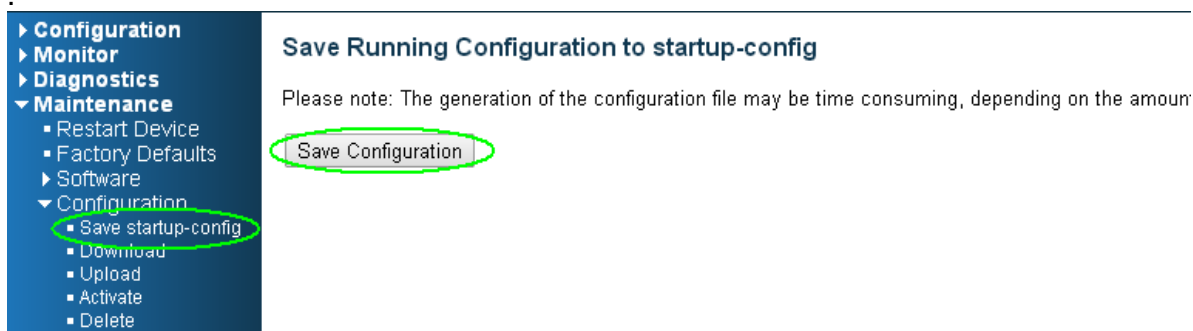 Configuration
Monitor
Diagnostics
Maintenance
Restart Device
Factory Defaults
Software
Configuration
Save startup-config
Download
Upload
Activate
Delete
Save Running Configuration to startup-config
Please note: The generation of the configuration file may be time consuming, depending on the amount
Save Configuration